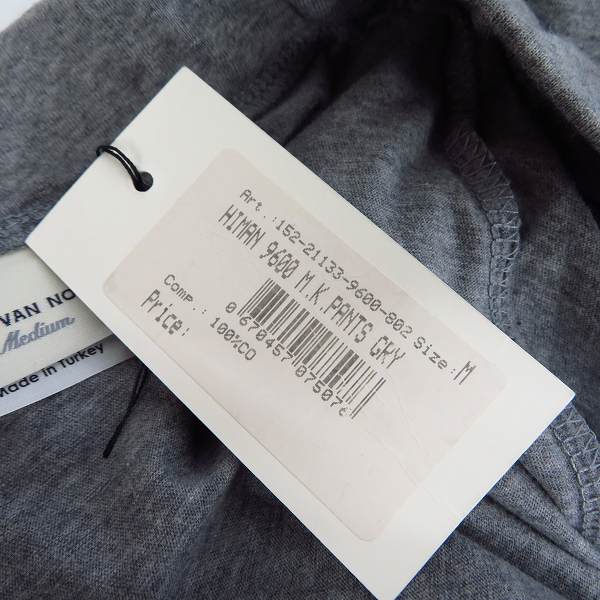 Art.:152-21133-9600-802 Size: M
HIMAN 9600 M.K.PANTS GRY
0670457075076
Comp.: 100%CO
Price:
VAN NO
Medium
Made in Turkey